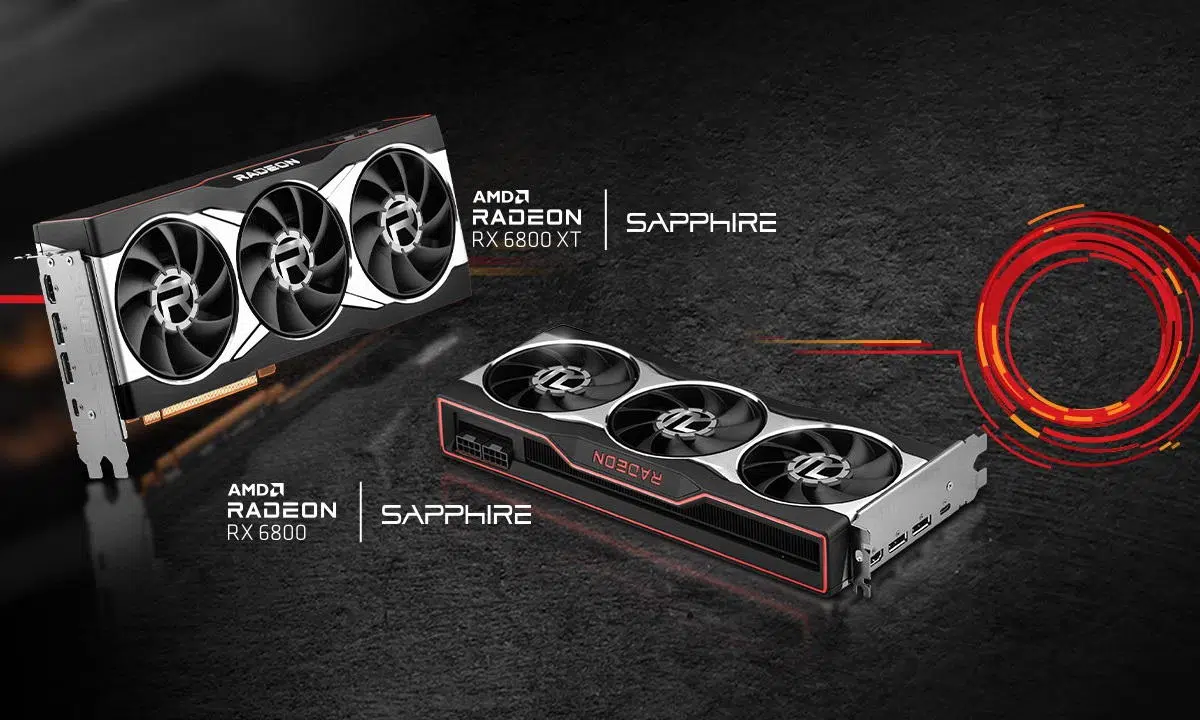 RADEON
AMD
RADEON
RX 6800 XT
SAPPHIRE
RADEON
AMD
RADEON
RX 6800
SAPPHIRE